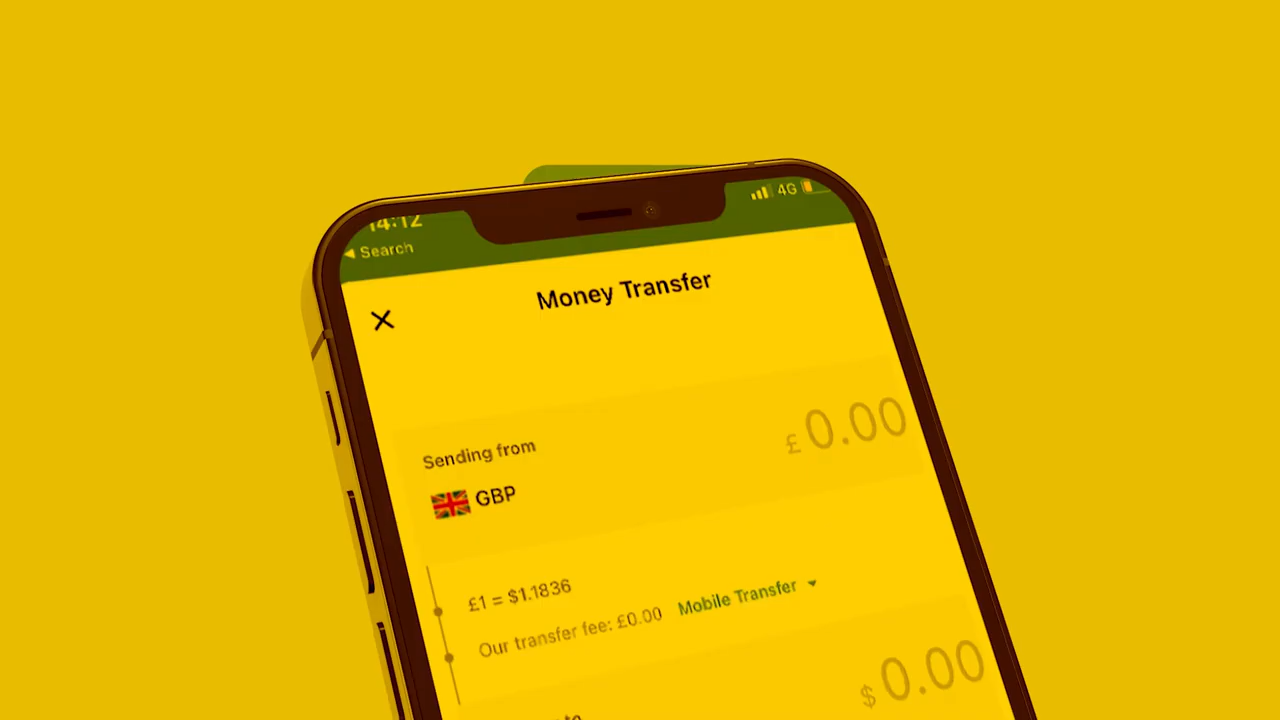 14:12
4G
◀ Search
Money Transfer
£ 0.00
Sending from
GBP
£1 = $1.1836
Our transfer fee: £0.00 Mobile Transfer
$ 0.00